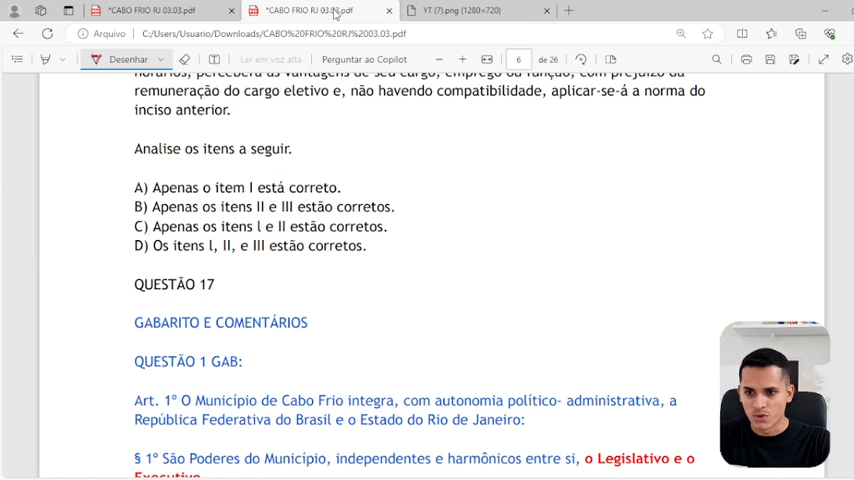 *CABO FRIO RJ 03.03.pdf
*CABO FRIO RJ 03.03.pdf
YT (7).png (1280×720)
Arquivo C:/Users/Usuario/Downloads/CABO%20FRIO%20RJ%2003.03.pdf
Desenhar
Ler em voz alta
Perguntar ao Copilot
6 de 26
horários, perceberá as vantagens de seu cargo, emprego ou função, com prejuízo da
remuneração do cargo eletivo e, não havendo compatibilidade, aplicar-se-á a norma do
inciso anterior.
Analise os itens a seguir.
A) Apenas o item I está correto.
B) Apenas os itens II e III estão corretos.
C) Apenas os itens l e II estão corretos.
D) Os itens l, II, e III estão corretos.
QUESTÃO 17
GABARITO E COMENTÁRIOS
QUESTÃO 1 GAB:
Art. 1º O Município de Cabo Frio integra, com autonomia político- administrativa, a
República Federativa do Brasil e o Estado do Rio de Janeiro:
§ 1º São Poderes do Município, independentes e harmônicos entre si, o Legislativo e o
Executivo